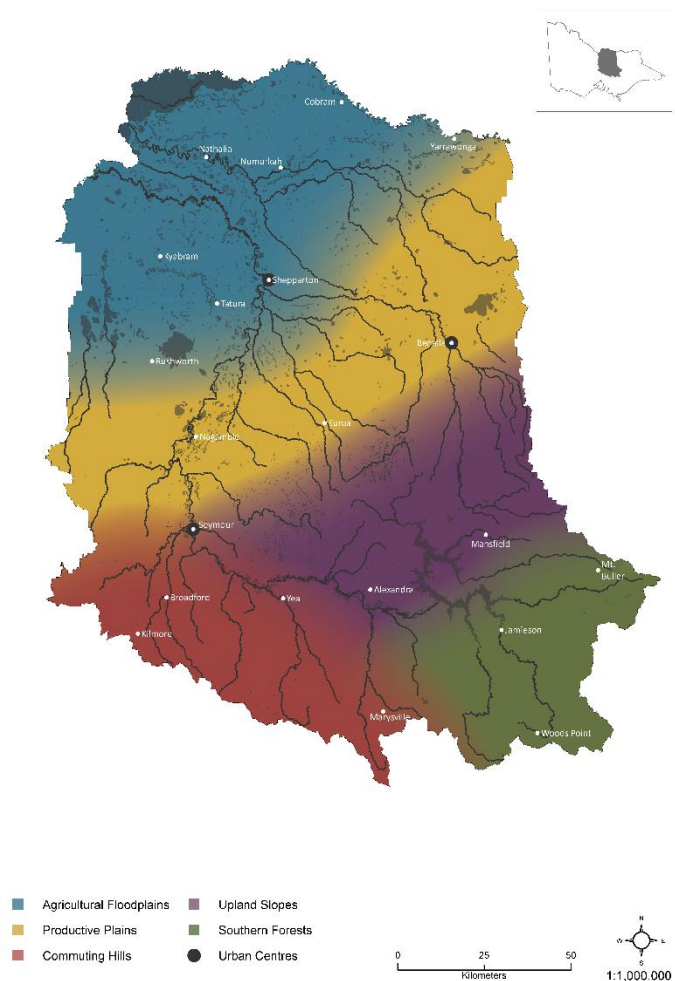 Cobram
Yarrawonga
Nathalia
Numurkah
Kyabram
Shepparton
Tatura
Benalla
Rushworth
Euroa
Nagambie
Seymour
Mansfield
Mt.
Buller
Alexandra
Broadford
Yea
Kilmore
Jamieson
Marysville
Woods Point
Agricultural Floodplains
Upland Slopes
Productive Plains
Southern Forests
Commuting Hills
Urban Centres
0 25 50
Kilometers
N
W E
S
1:1,000,000